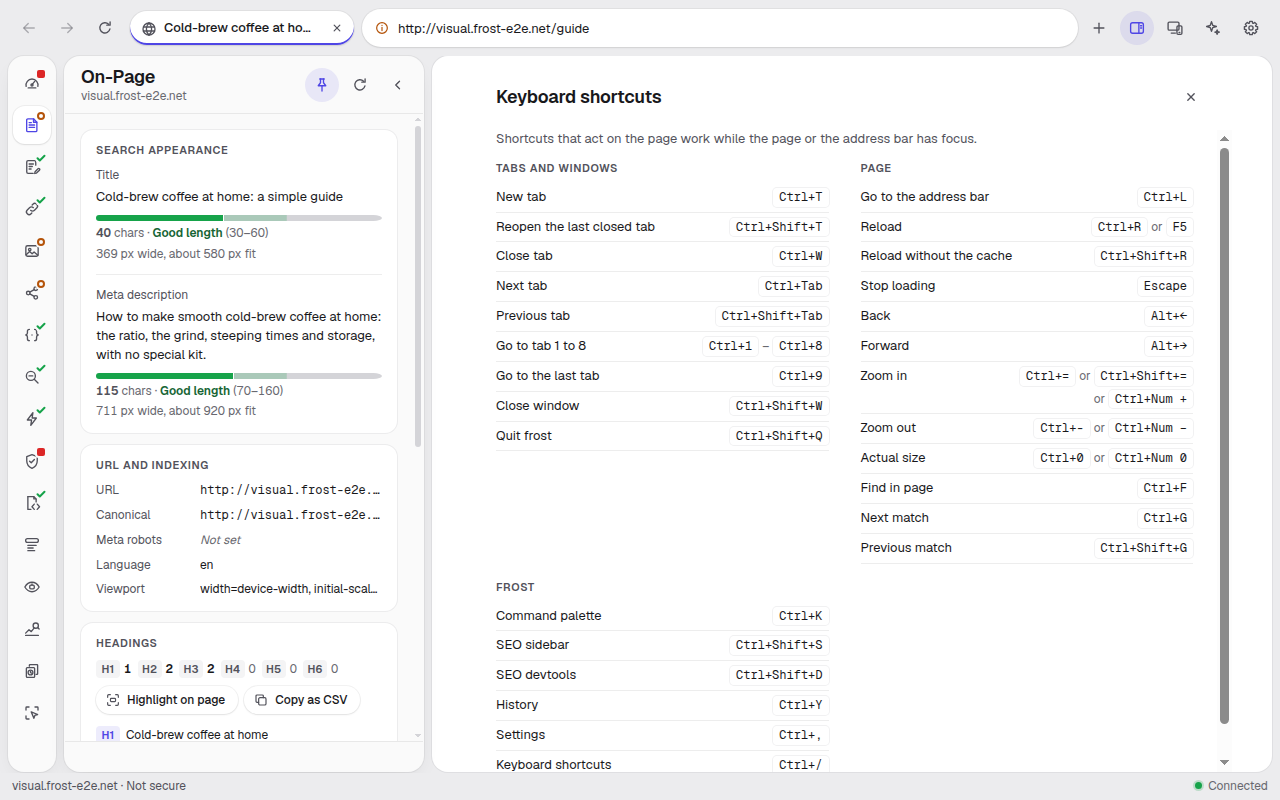 Cold-brew coffee at ho...
http://visual.frost-e2e.net/guide
On-Page
visual.frost-e2e.net
SEARCH APPEARANCE
Title
Cold-brew coffee at home: a simple guide
40 chars · Good length (30–60)
369 px wide, about 580 px fit
Meta description
How to make smooth cold-brew coffee at home:
the ratio, the grind, steeping times and storage,
with no special kit.
115 chars · Good length (70–160)
711 px wide, about 920 px fit
URL AND INDEXING
URL http://visual.frost-e2e.…
Canonical http://visual.frost-e2e.…
Meta robots Not set
Language en
Viewport width=device-width, initial-scal…
HEADINGS
H1 1 H2 2 H3 2 H4 0 H5 0 H6 0
Highlight on page Copy as CSV
H1 Cold-brew coffee at home
Keyboard shortcuts
Shortcuts that act on the page work while the page or the address bar has focus.
TABS AND WINDOWS
New tab Ctrl+T
Reopen the last closed tab Ctrl+Shift+T
Close tab Ctrl+W
Next tab Ctrl+Tab
Previous tab Ctrl+Shift+Tab
Go to tab 1 to 8 Ctrl+1 – Ctrl+8
Go to the last tab Ctrl+9
Close window Ctrl+Shift+W
Quit frost Ctrl+Shift+Q
PAGE
Go to the address bar Ctrl+L
Reload Ctrl+R or F5
Reload without the cache Ctrl+Shift+R
Stop loading Escape
Back Alt+←
Forward Alt+→
Zoom in Ctrl+= or Ctrl+Shift+=
or Ctrl+Num +
Zoom out Ctrl+- or Ctrl+Num −
Actual size Ctrl+0 or Ctrl+Num 0
Find in page Ctrl+F
Next match Ctrl+G
Previous match Ctrl+Shift+G
FROST
Command palette Ctrl+K
SEO sidebar Ctrl+Shift+S
SEO devtools Ctrl+Shift+D
History Ctrl+Y
Settings Ctrl+,
Keyboard shortcuts Ctrl+/
visual.frost-e2e.net · Not secure
Connected